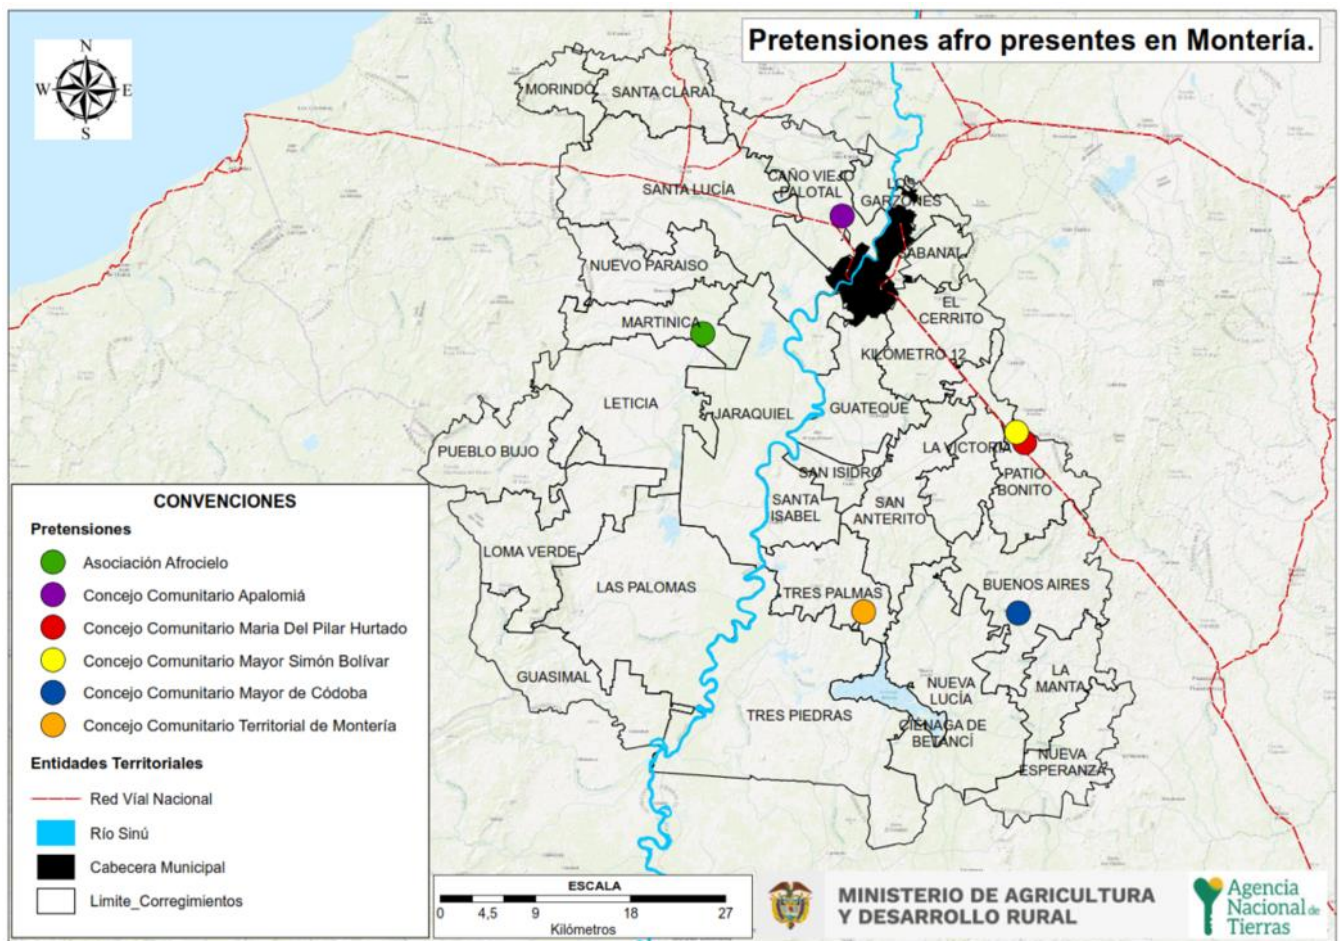 Pretensiones afro presentes en Montería.
N
W
E
S
MORINDO
SANTA CLARA
SANTA LUCÍA
CAÑO VIEJO
PALOTAL
LOS
GARZONES
SABANAL
NUEVO PARAISO
EL
CERRITO
MARTINICA
KILOMETRO 12
LETICIA
JARAQUIEL
GUATEQUE
PUEBLO BUJO
LA VICTORIA
SAN ISIDRO
PATIO
BONITO
SANTA
ISABEL
SAN
ANTERITO
LOMA VERDE
LAS PALOMAS
TRES PALMAS
BUENOS AIRES
GUASIMAL
NUEVA
LUCÍA
LA
MANTA
TRES PIEDRAS
CIÉNAGA DE
BETANCÍ
NUEVA
ESPERANZA
CONVENCIONES
Pretensiones
Asociación Afrocielo
Concejo Comunitario Apalomiá
Concejo Comunitario Maria Del Pilar Hurtado
Concejo Comunitario Mayor Simón Bolívar
Concejo Comunitario Mayor de Códoba
Concejo Comunitario Territorial de Montería
Entidades Territoriales
Red Víal Nacional
Río Sinú
Cabecera Municipal
Limite_Corregimientos
ESCALA
0 4,5 9 18 27
Kilómetros
MINISTERIO DE AGRICULTURA
Y DESARROLLO RURAL
Agencia
Nacional de
Tierras